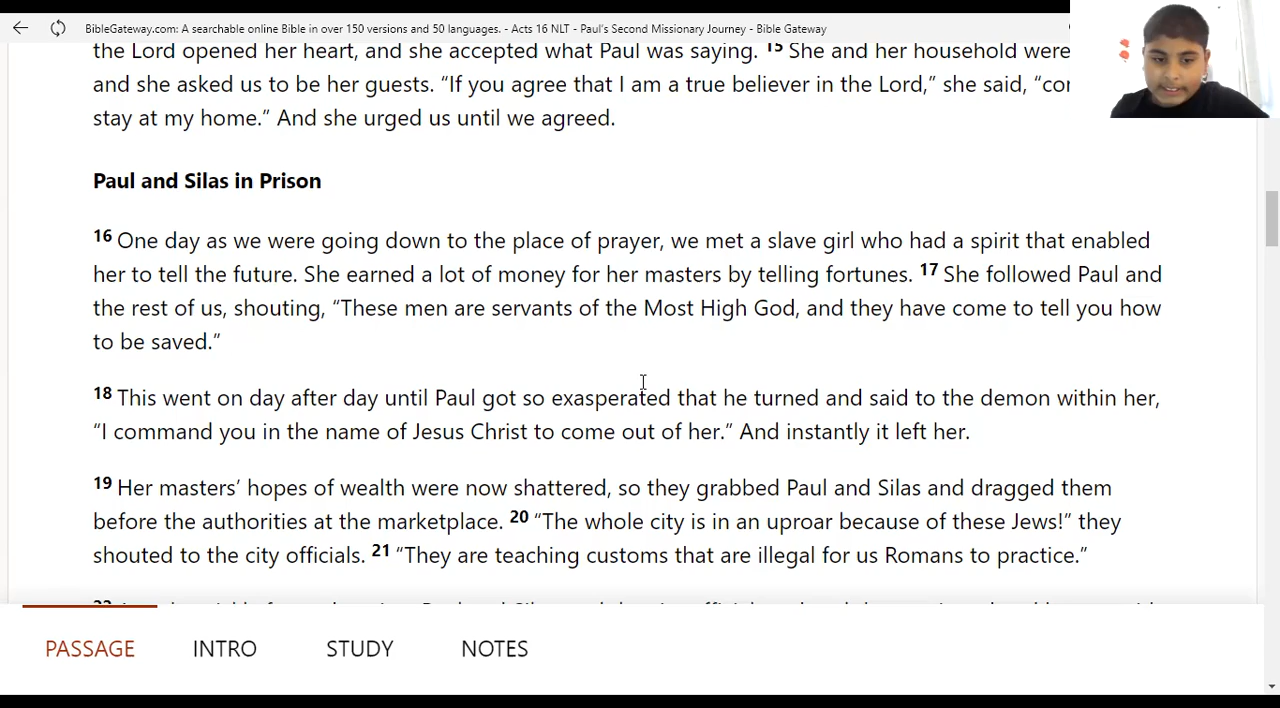 BibleGateway.com: A searchable online Bible in over 150 versions and 50 languages. - Acts 16 NLT - Paul's Second Missionary Journey - Bible Gateway
the Lord opened her heart, and she accepted what Paul was saying. 15 She and her household were
and she asked us to be her guests. “If you agree that I am a true believer in the Lord,” she said,
stay at my home.” And she urged us until we agreed.
Paul and Silas in Prison
16 One day as we were going down to the place of prayer, we met a slave girl who had a spirit that enabled
her to tell the future. She earned a lot of money for her masters by telling fortunes. 17 She followed Paul and
the rest of us, shouting, “These men are servants of the Most High God, and they have come to tell you how
to be saved.”
18 This went on day after day until Paul got so exasperated that he turned and said to the demon within her,
“I command you in the name of Jesus Christ to come out of her.” And instantly it left her.
19 Her masters’ hopes of wealth were now shattered, so they grabbed Paul and Silas and dragged them
before the authorities at the marketplace. 20 “The whole city is in an uproar because of these Jews!” they
shouted to the city officials. 21 “They are teaching customs that are illegal for us Romans to practice.”
PASSAGE INTRO STUDY NOTES